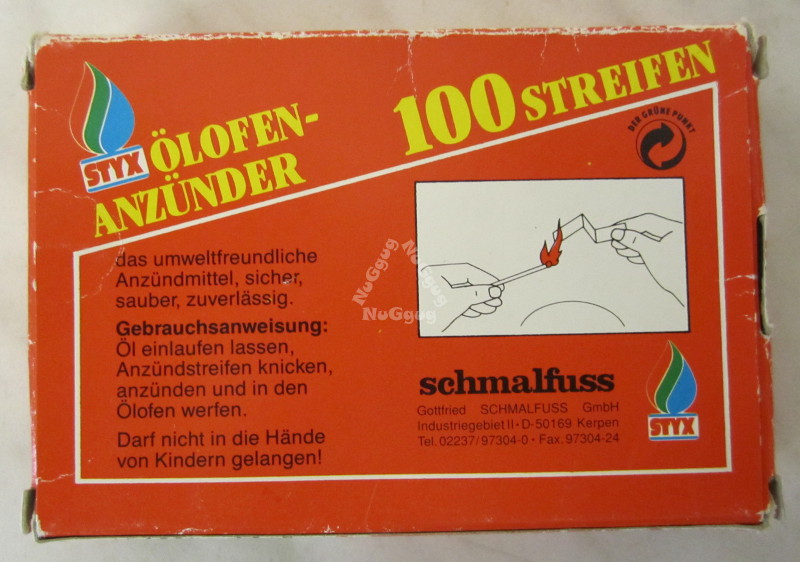 STYX
ÖLOFEN-
ANZÜNDER
100 STREIFEN
DER GRÜNE PUNKT
das umweltfreundliche
Anzündmittel, sicher,
sauber, zuverlässig.
Gebrauchsanweisung:
Öl einlaufen lassen,
Anzündstreifen knicken,
anzünden und in den
Ölofen werfen.
Darf nicht in die Hände
von Kindern gelangen!
NuGgug
NuGgug
NuGgug
schmalfuss
Gottfried SCHMALFUSS GmbH
Industriegebiet II • D-50169 Kerpen
Tel. 02237/97304-0 • Fax. 97304-24
STYX